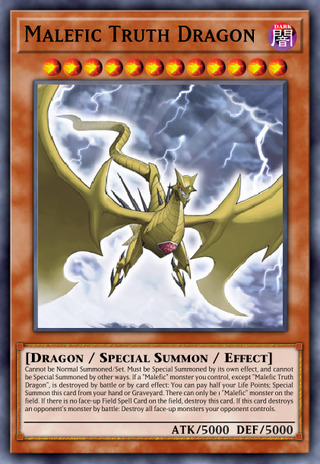 Malefic Truth Dragon
DARK
闇
[Dragon / Special Summon / Effect]
Cannot be Normal Summoned/Set. Must be Special Summoned by its own effect, and cannot
be Special Summoned by other ways. If a "Malefic" monster you control, except "Malefic Truth
Dragon", is destroyed by battle or by card effect: You can pay half your Life Points; Special
Summon this card from your hand or Graveyard. There can only be 1 "Malefic" monster on the
field. If there is no face-up Field Spell Card on the field, destroy this card. If this card destroys
an opponent's monster by battle: Destroy all face-up monsters your opponent controls.
ATK/5000 DEF/5000